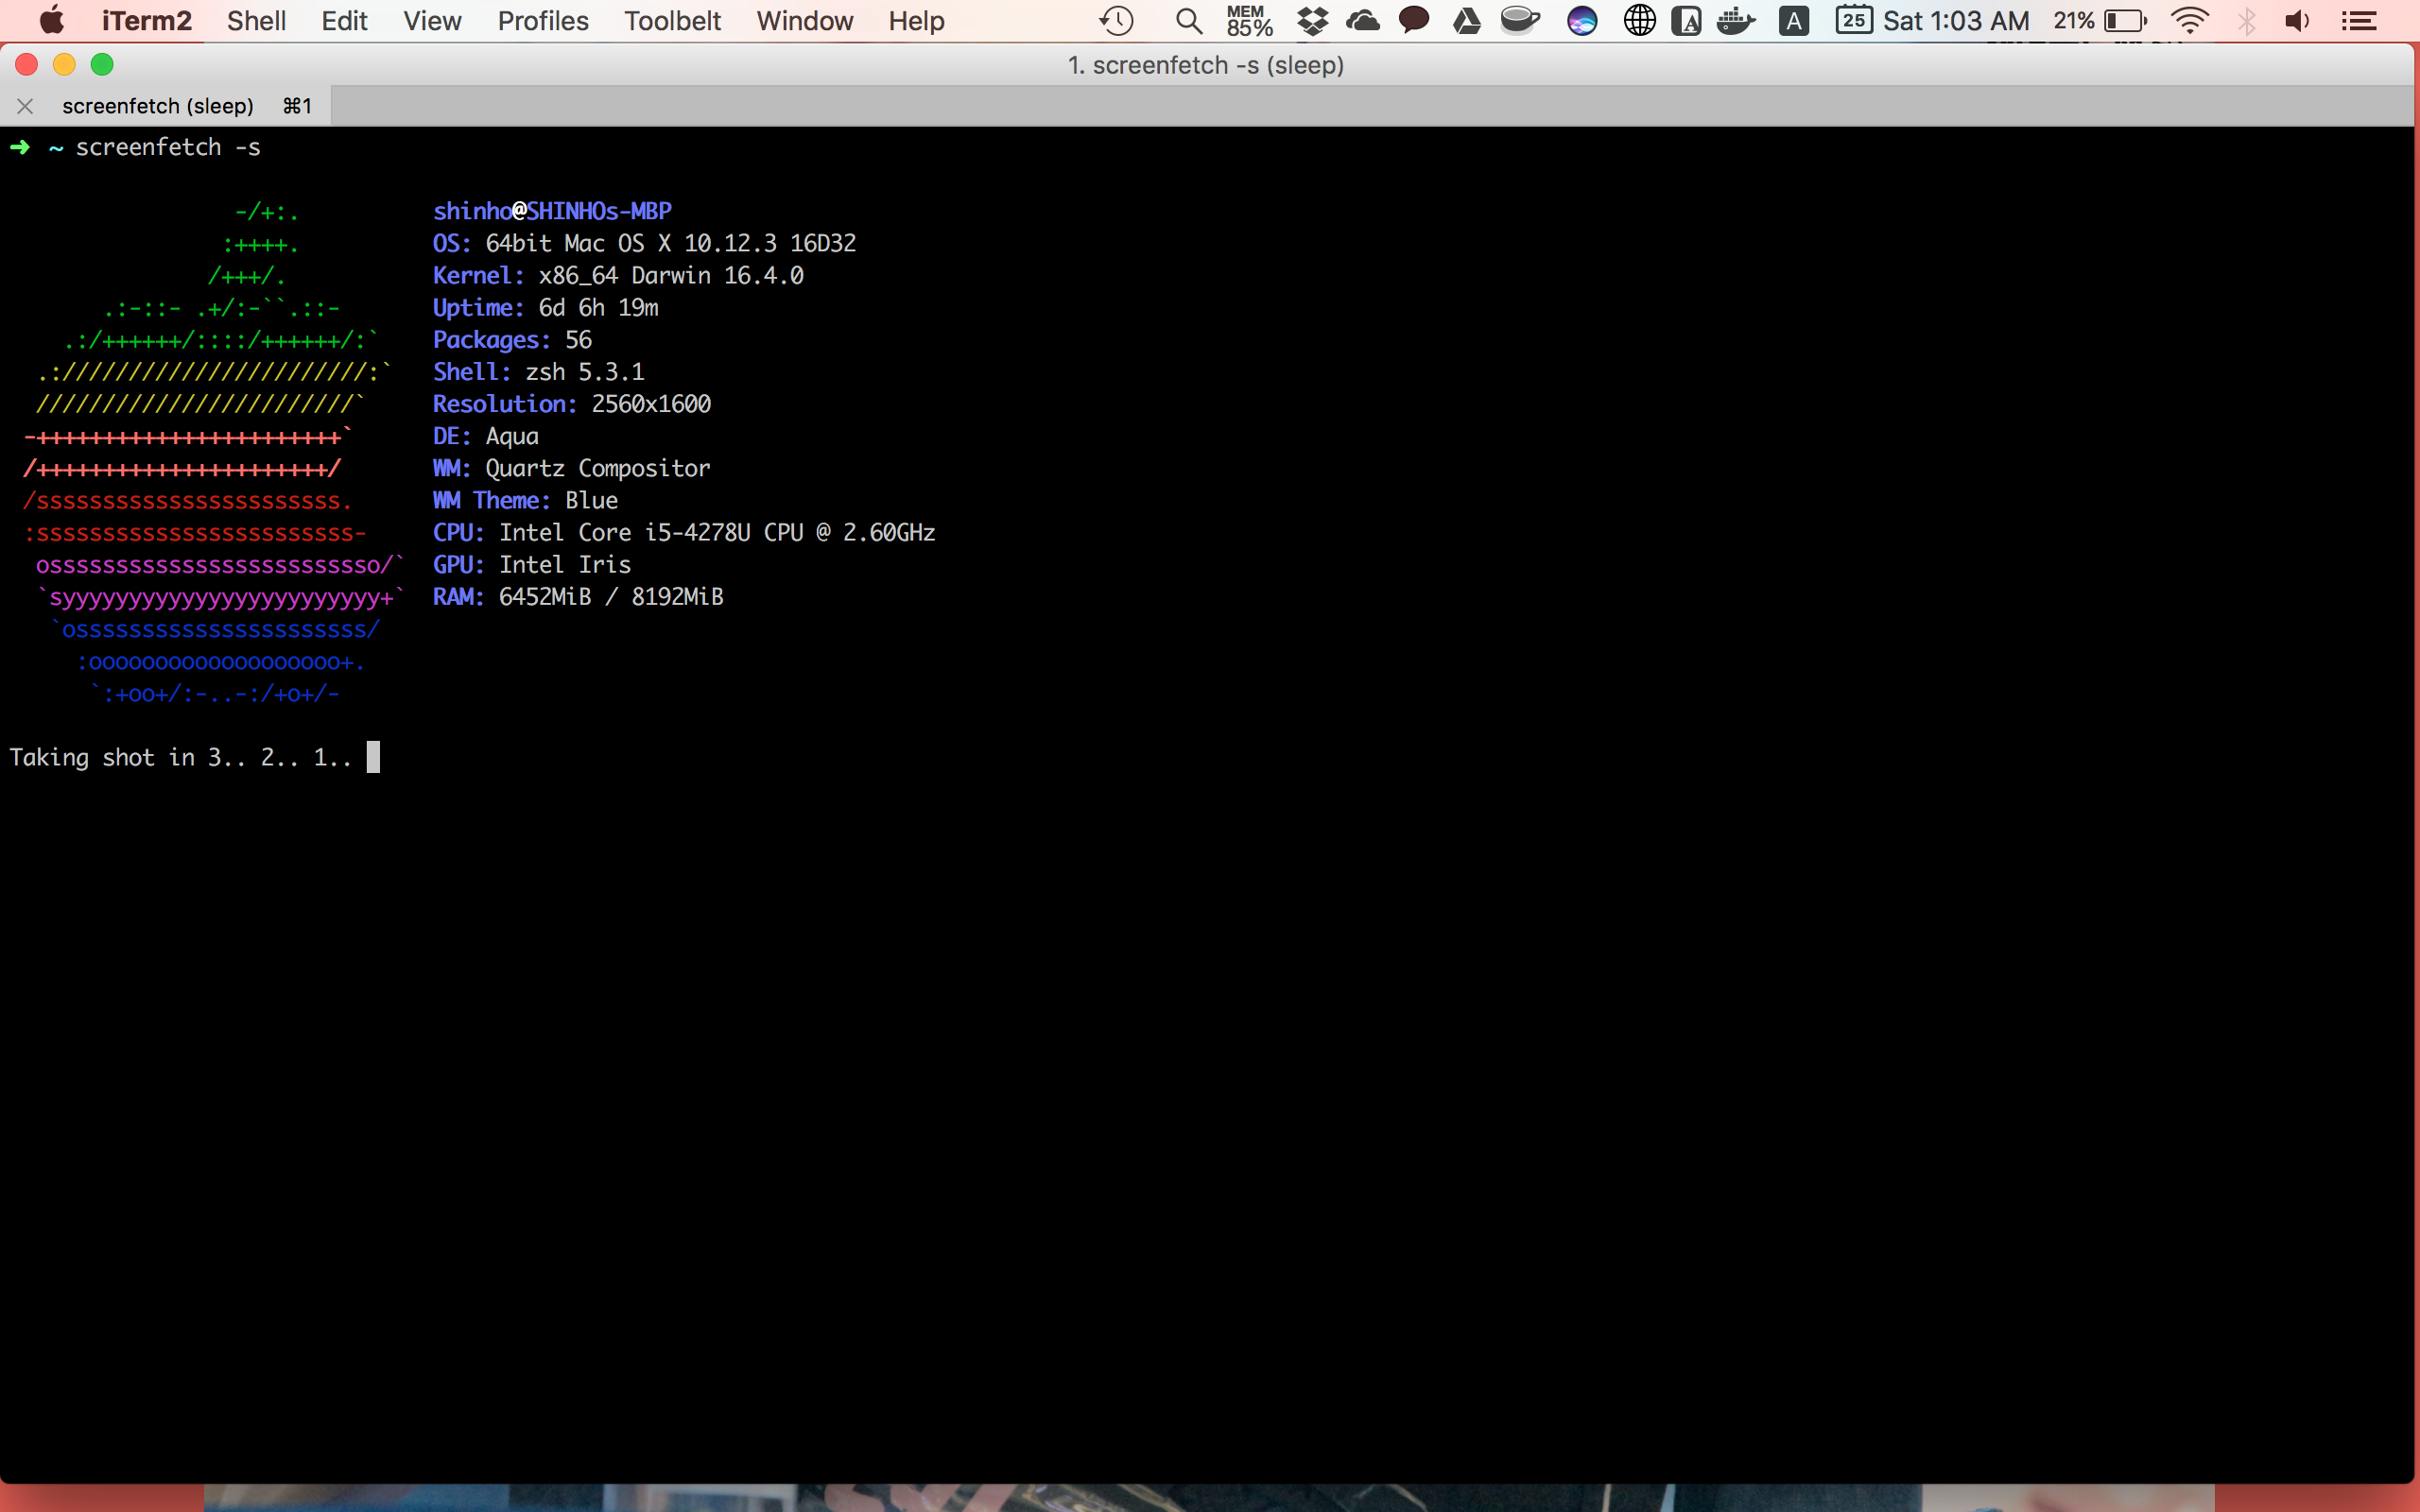 iTerm2 Shell Edit View Profiles Toolbelt Window Help MEM 85% A A 25 Sat 1:03 AM 21%
1. screenfetch -s (sleep)
screenfetch (sleep) ⌘1
➜ ~ screenfetch -s
-/+:. shinho@SHINHOs-MBP
:++++. OS: 64bit Mac OS X 10.12.3 16D32
/+++/. Kernel: x86_64 Darwin 16.4.0
.:-::- .+/:-``.::- Uptime: 6d 6h 19m
.:/++++++/::::/++++++/:` Packages: 56
.:///////////////////////:` Shell: zsh 5.3.1
////////////////////////` Resolution: 2560x1600
-+++++++++++++++++++++++` DE: Aqua
/++++++++++++++++++++++/ WM: Quartz Compositor
/sssssssssssssssssssssss. WM Theme: Blue
:ssssssssssssssssssssssss- CPU: Intel Core i5-4278U CPU @ 2.60GHz
osssssssssssssssssssssssso/` GPU: Intel Iris
`syyyyyyyyyyyyyyyyyyyyyyyy+` RAM: 6452MiB / 8192MiB
`ossssssssssssssssssssss/
:ooooooooooooooooooo+.
`:+oo+/:-..-:/+o+/-
Taking shot in 3.. 2.. 1..